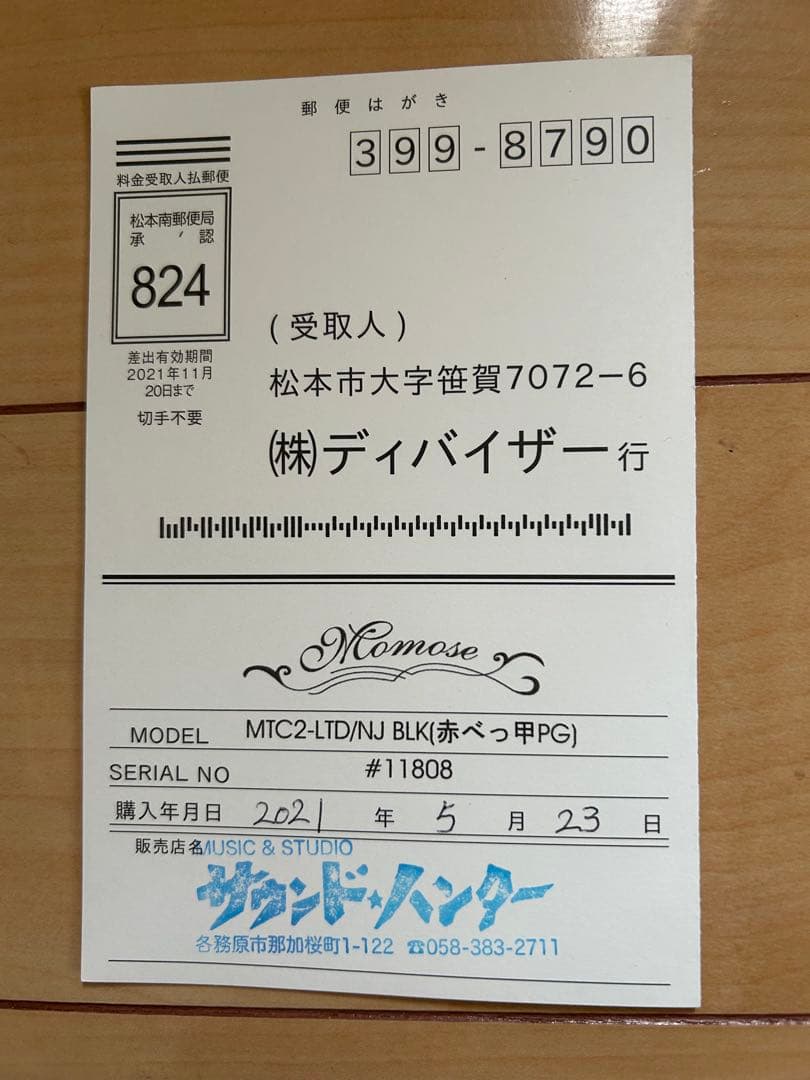 郵便はがき
399-8790
料金受取人払郵便
松本南郵便局
承認
824
差出有効期間
2021年11月
20日まで
切手不要
(受取人)
松本市大字笹賀7072-6
㈱ディバイザー行
Momose
MODEL MTC2-LTD/NJ BLK(赤べっ甲PG)
SERIAL NO #11808
購入年月日 2021 年 5 月 23 日
販売店名 MUSIC & STUDIO
サウンド★ハンター
各務原市那加桜町1-122 ☎058-383-2711